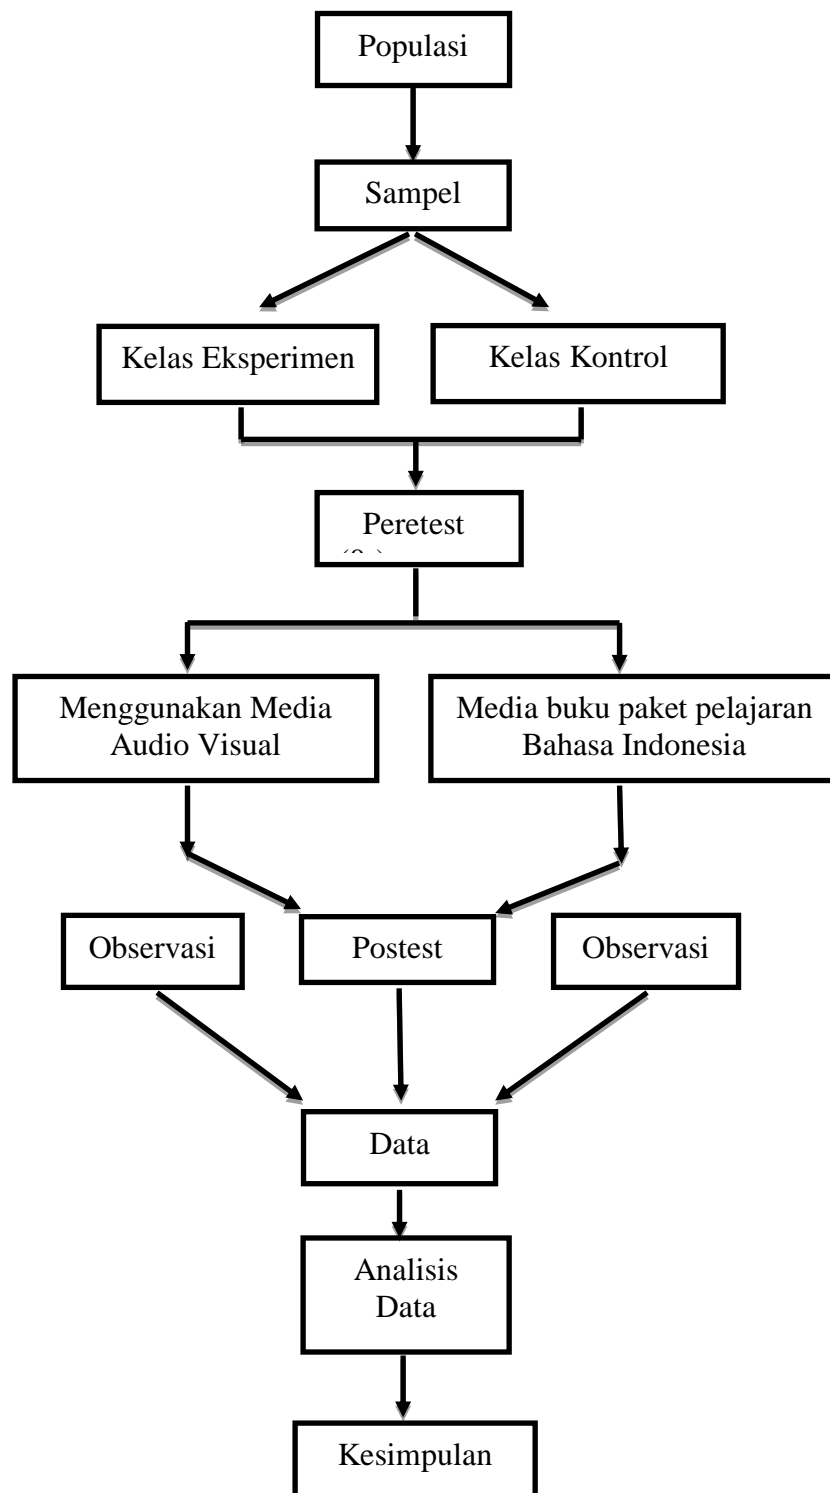 Populasi
Sampel
Kelas Eksperimen
Kelas Kontrol
Peretest
Menggunakan Media
Audio Visual
Media buku paket pelajaran
Bahasa Indonesia
Observasi
Postest
Observasi
Data
Analisis
Data
Kesimpulan